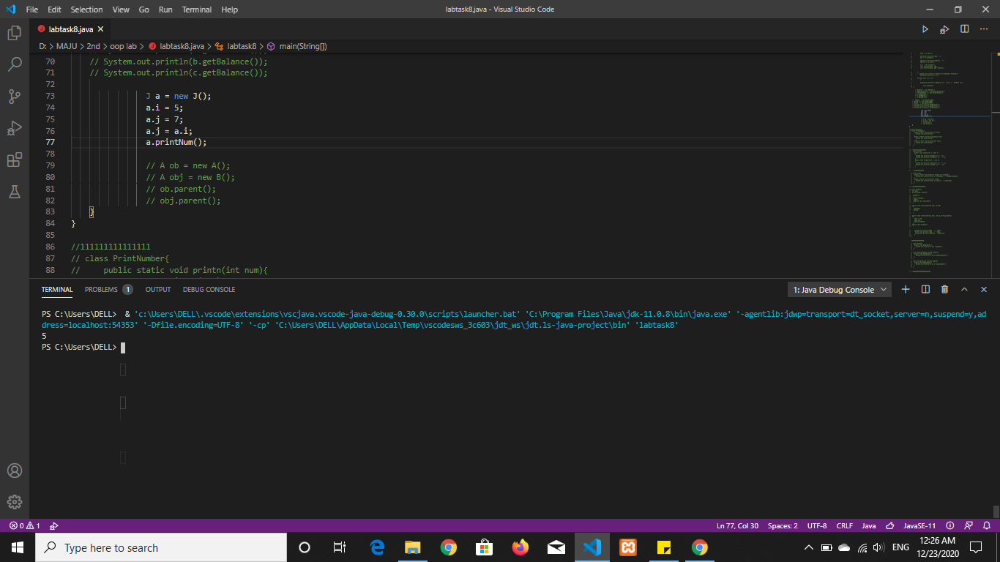 File Edit Selection View Go Run Terminal Help
labtask8.java - Visual Studio Code
labtask8.java
D: > MAJU > 2nd > oop lab > labtask8.java > labtask8 > main(String[])
70 // System.out.println(b.getBalance());
71 // System.out.println(c.getBalance());
72
73 J a = new J();
74 a.i = 5;
75 a.j = 7;
76 a.j = a.i;
77 a.printNum();
78
79 // A ob = new A();
80 // A obj = new B();
81 // ob.parent();
82 // obj.parent();
83 }
84 }
85
86 //111111111111111
87 // class PrintNumber{
88 // public static void printn(int num){
TERMINAL PROBLEMS 1 OUTPUT DEBUG CONSOLE
1: Java Debug Console
PS C:\Users\DELL> & 'c:\Users\DELL\.vscode\extensions\vscjava.vscode-java-debug-0.30.0\scripts\launcher.bat' 'C:\Program Files\Java\jdk-11.0.8\bin\java.exe' '-agentlib:jdwp=transport=dt_socket,server=n,suspend=y,ad
dress=localhost:54353' '-Dfile.encoding=UTF-8' '-cp' 'C:\Users\DELL\AppData\Local\Temp\vscodesws_3c603\jdt_ws\jdt.ls-java-project\bin' 'labtask8'
5
PS C:\Users\DELL>
0 1
Ln 77, Col 30 Spaces: 2 UTF-8 CRLF Java JavaSE-11
Type here to search
ENG
12:26 AM
12/23/2020